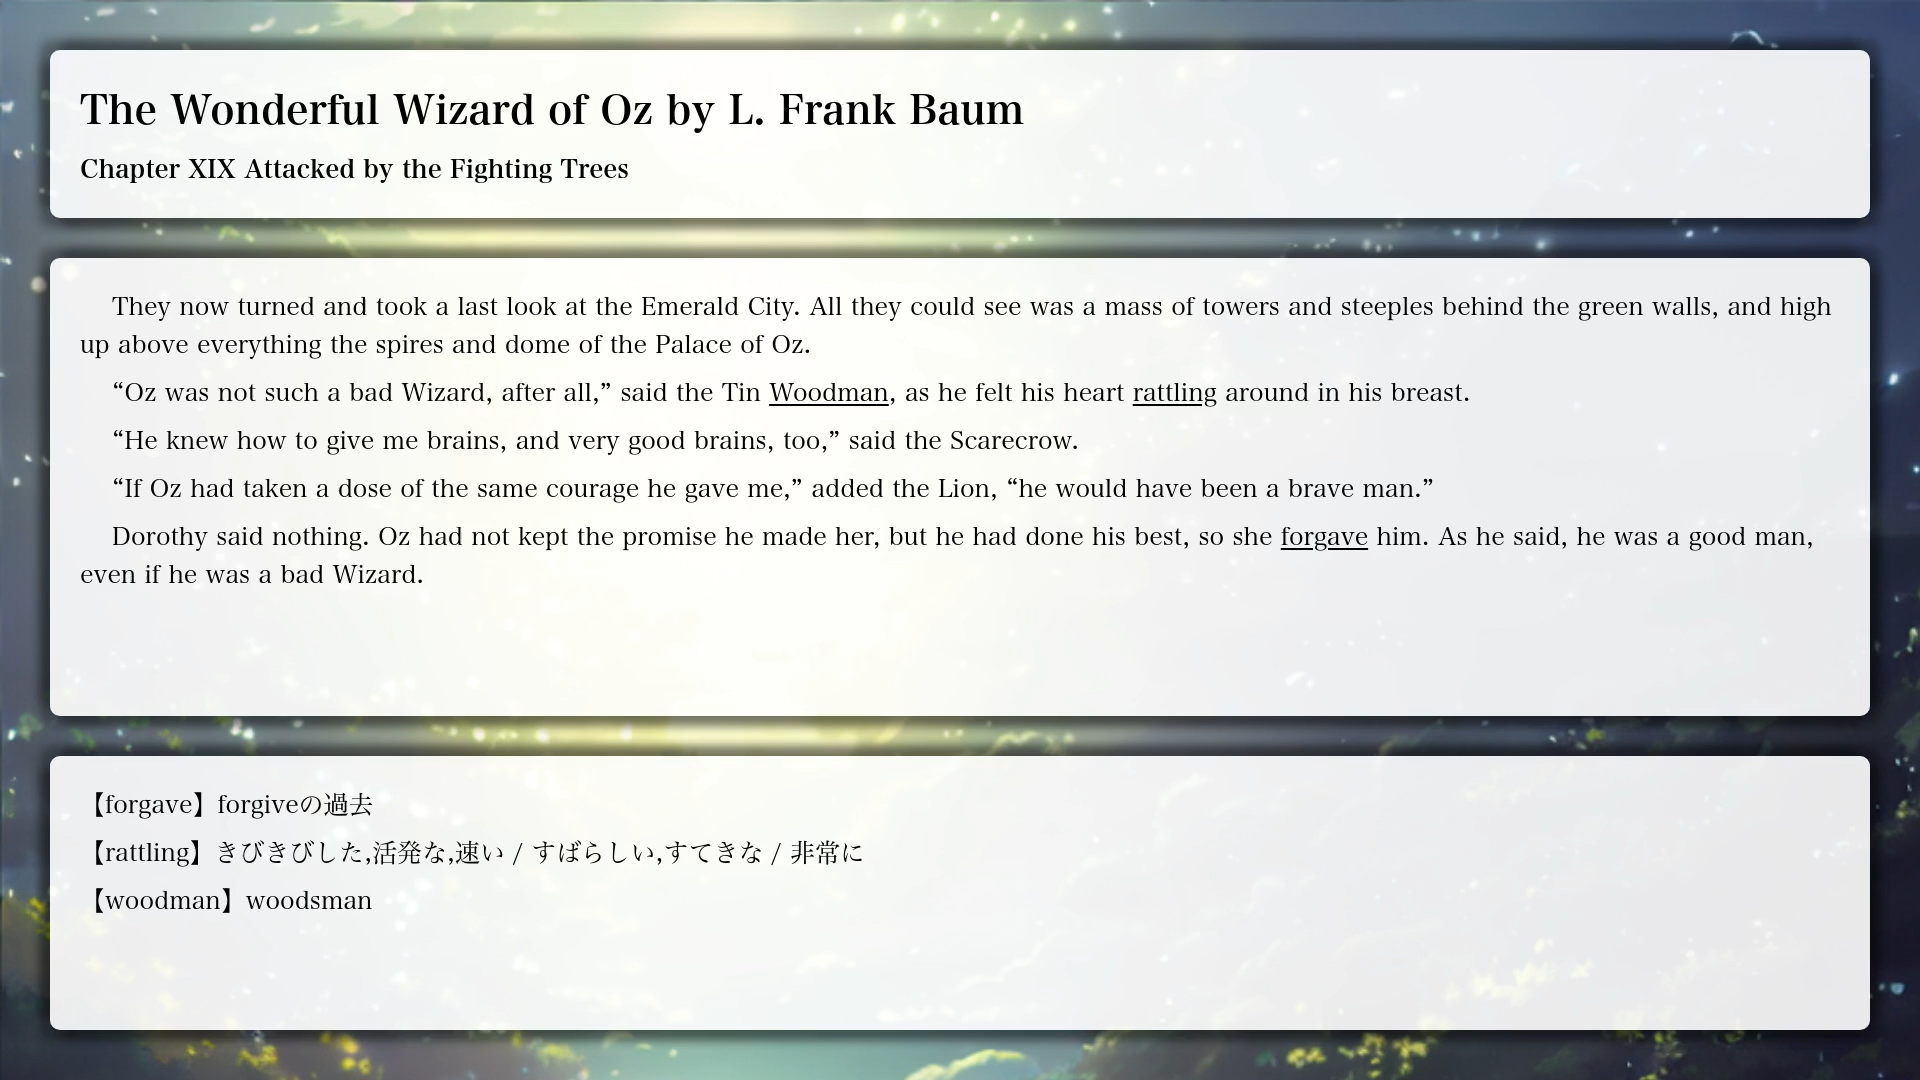 The Wonderful Wizard of Oz by L. Frank Baum
Chapter XIX Attacked by the Fighting Trees
They now turned and took a last look at the Emerald City. All they could see was a mass of towers and steeples behind the green walls, and high
up above everything the spires and dome of the Palace of Oz.
“Oz was not such a bad Wizard, after all,” said the Tin Woodman, as he felt his heart rattling around in his breast.
“He knew how to give me brains, and very good brains, too,” said the Scarecrow.
“If Oz had taken a dose of the same courage he gave me,” added the Lion, “he would have been a brave man.”
Dorothy said nothing. Oz had not kept the promise he made her, but he had done his best, so she forgave him. As he said, he was a good man,
even if he was a bad Wizard.
【forgave】forgiveの過去
【rattling】きびきびした,活発な,速い / すばらしい,すてきな / 非常に
【woodman】woodsman